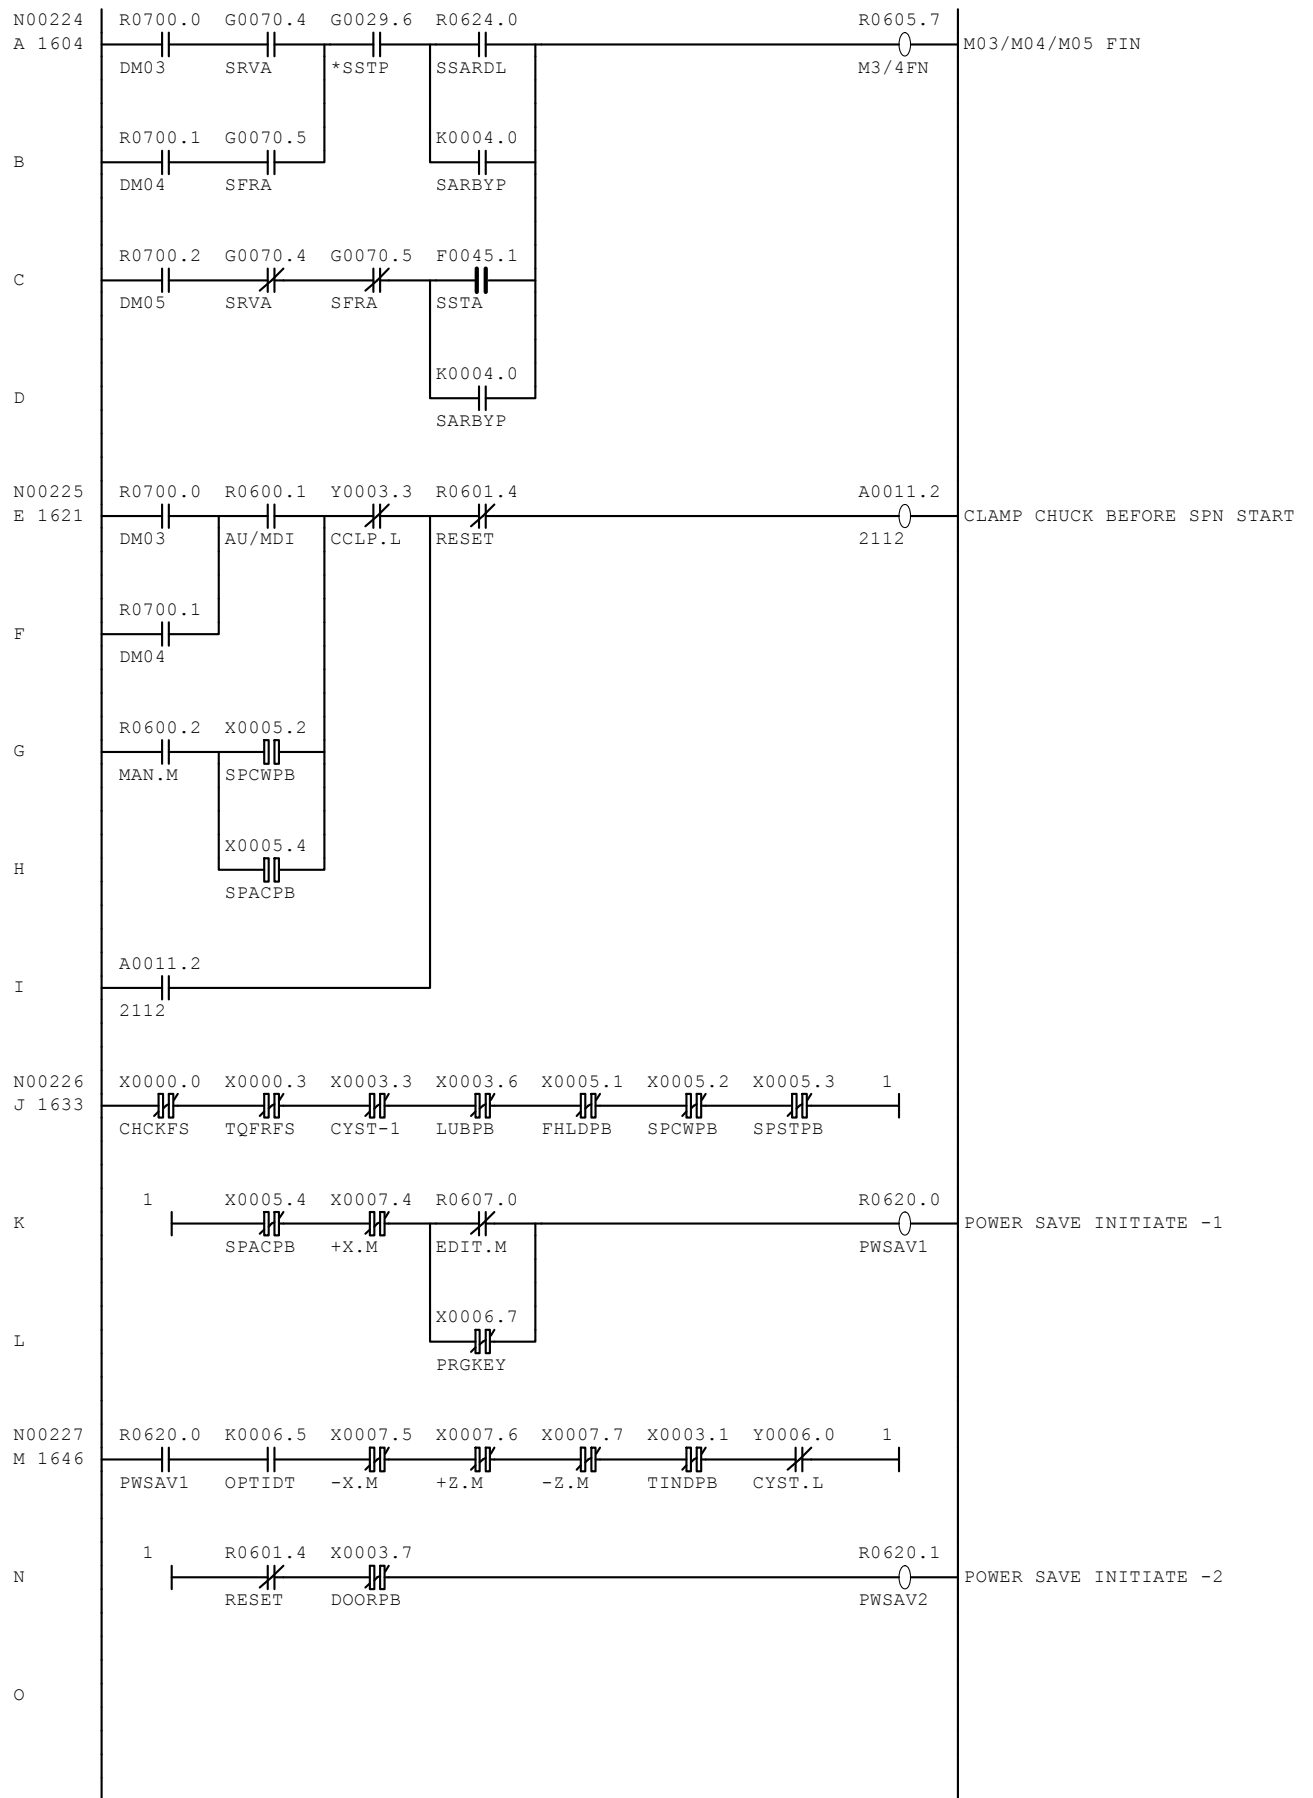 N00224 R0700.0 G0070.4 G0029.6 R0624.0 R0605.7
A 1604 M03/M04/M05 FIN
DM03 SRVA *SSTP SSARDL M3/4FN
R0700.1 G0070.5 K0004.0
B
DM04 SFRA SARBYP
R0700.2 G0070.4 G0070.5 F0045.1
C
DM05 SRVA SFRA SSTA
K0004.0
D
SARBYP
N00225 R0700.0 R0600.1 Y0003.3 R0601.4 A0011.2
E 1621 CLAMP CHUCK BEFORE SPN START
DM03 AU/MDI CCLP.L RESET 2112
R0700.1
F
DM04
R0600.2 X0005.2
G
MAN.M SPCWPB
X0005.4
H
SPACPB
A0011.2
I
2112
N00226 X0000.0 X0000.3 X0003.3 X0003.6 X0005.1 X0005.2 X0005.3 1
J 1633
CHCKFS TQFRFS CYST-1 LUBPB FHLDPB SPCWPB SPSTPB
1 X0005.4 X0007.4 R0607.0 R0620.0
K POWER SAVE INITIATE -1
SPACPB +X.M EDIT.M PWSAV1
X0006.7
L
PRGKEY
N00227 R0620.0 K0006.5 X0007.5 X0007.6 X0007.7 X0003.1 Y0006.0 1
M 1646
PWSAV1 OPTIDT -X.M +Z.M -Z.M TINDPB CYST.L
1 R0601.4 X0003.7 R0620.1
N POWER SAVE INITIATE -2
RESET DOORPB PWSAV2
O